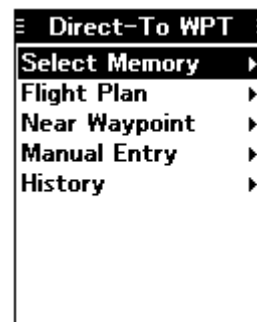 Direct-To WPT
Select Memory
Flight Plan
Near Waypoint
Manual Entry
History